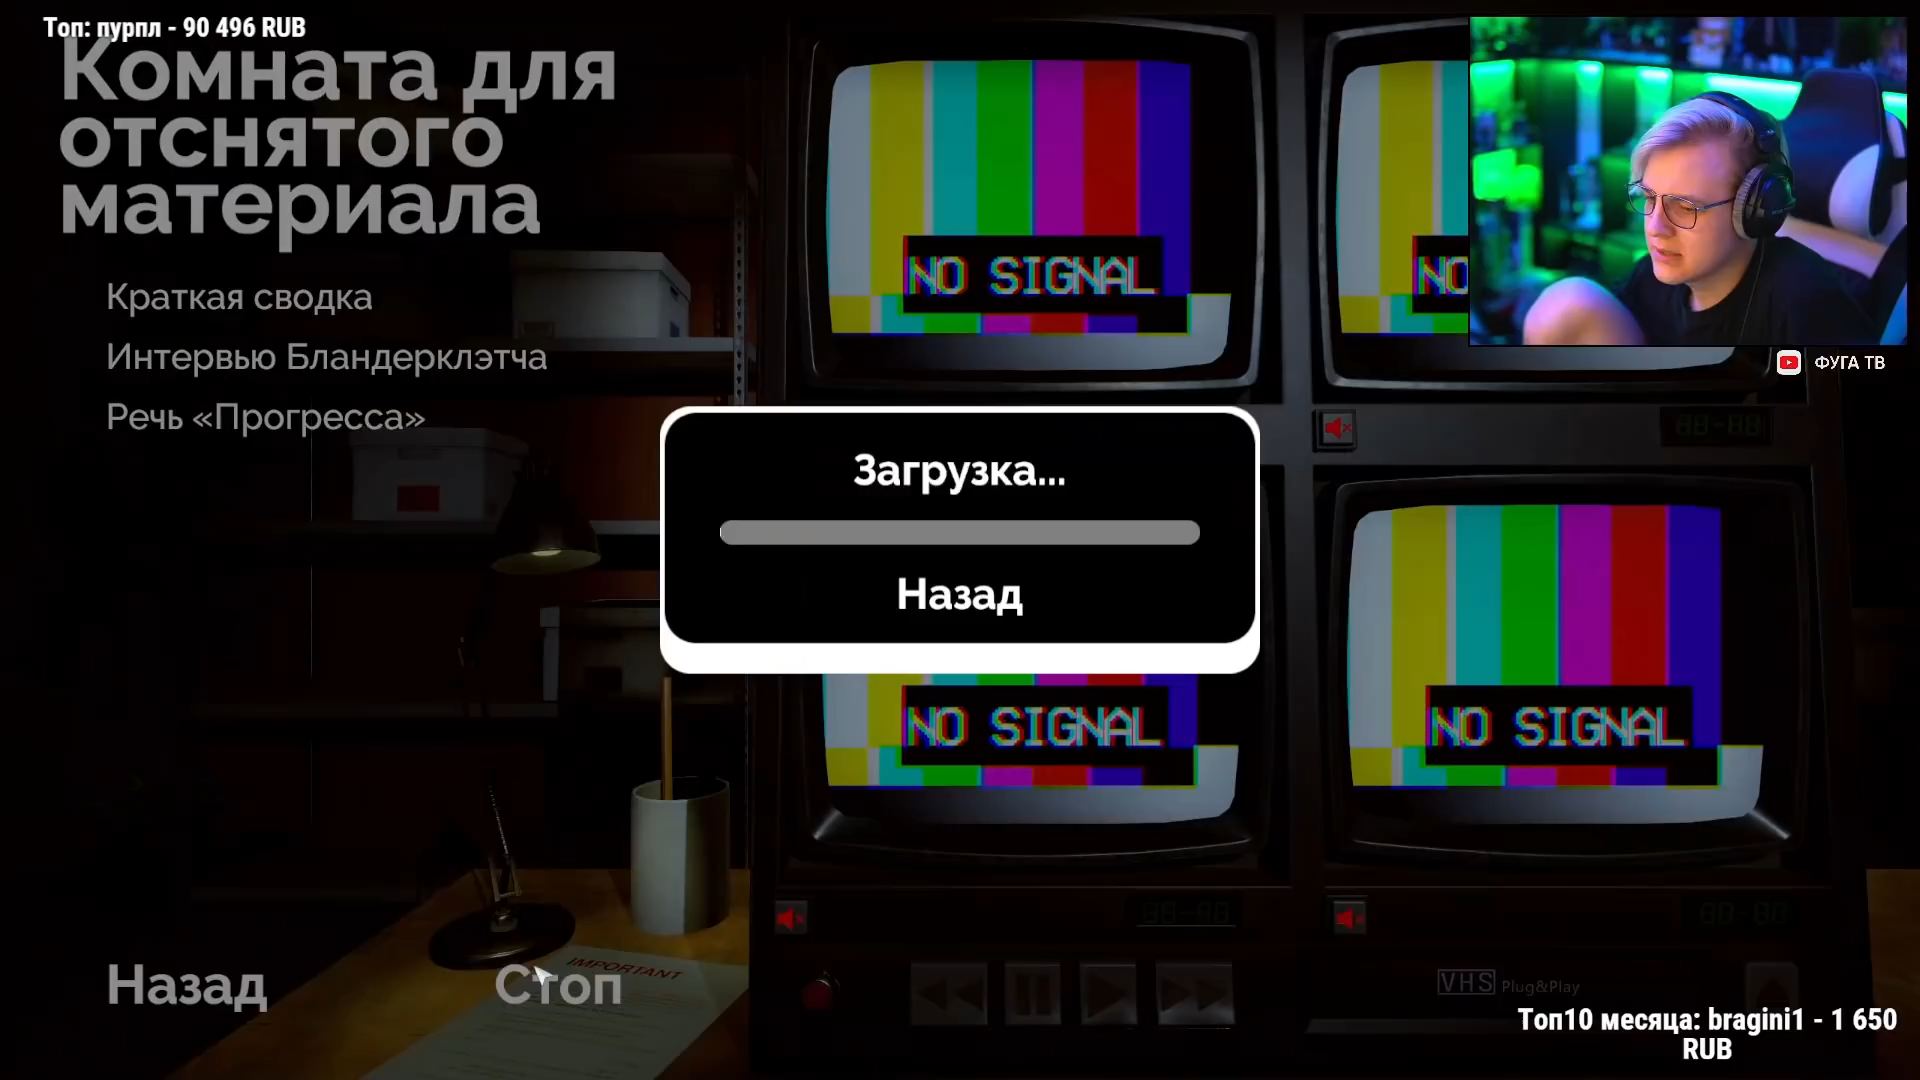 Топ: пурпл - 90 496 RUB
Комната для
отснятого
материала
Краткая сводка
Интервью Бландерклэтча
Речь «Прогресса»
NO SIGNAL
NO
ФУГА ТВ
Загрузка...
Назад
NO SIGNAL
NO SIGNAL
Назад
Стоп
IMPORTANT
VHS Plug&Play
Топ10 месяца: bragini1 - 1 650
RUB